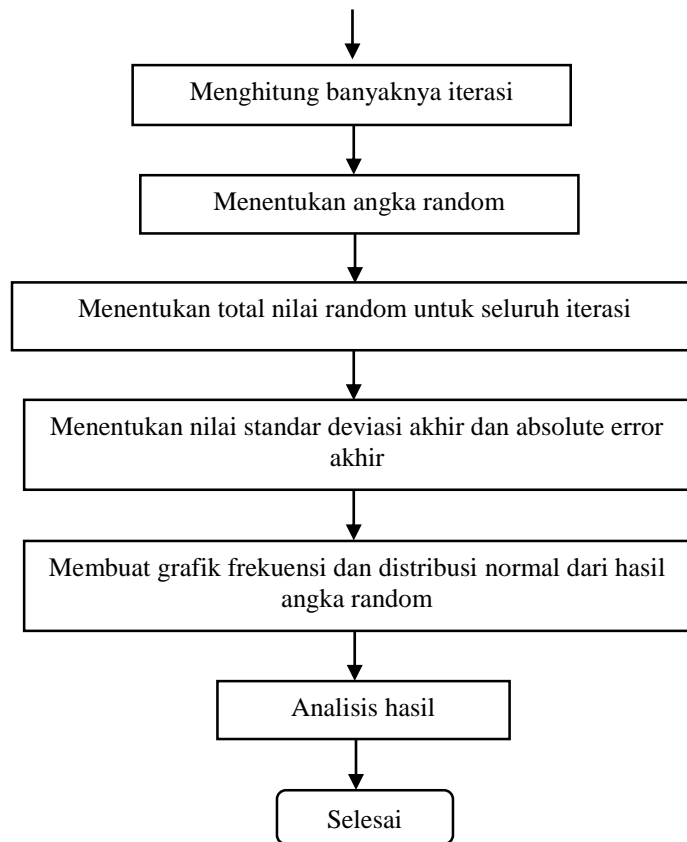 Menghitung banyaknya iterasi
Menentukan angka random
Menentukan total nilai random untuk seluruh iterasi
Menentukan nilai standar deviasi akhir dan absolute error
akhir
Membuat grafik frekuensi dan distribusi normal dari hasil
angka random
Analisis hasil
Selesai